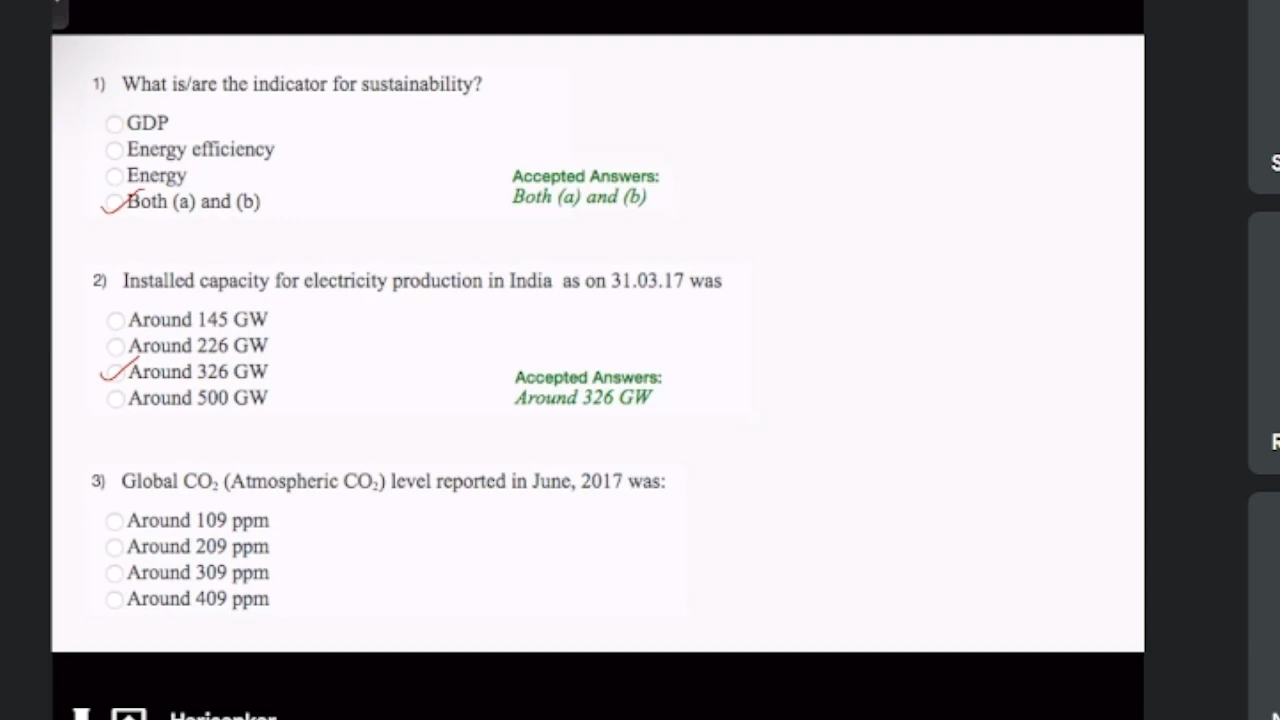 1) What is/are the indicator for sustainability?
GDP
Energy efficiency
Energy
Both (a) and (b)
Accepted Answers:
Both (a) and (b)
2) Installed capacity for electricity production in India as on 31.03.17 was
Around 145 GW
Around 226 GW
Around 326 GW
Around 500 GW
Accepted Answers:
Around 326 GW
3) Global CO₂ (Atmospheric CO₂) level reported in June, 2017 was:
Around 109 ppm
Around 209 ppm
Around 309 ppm
Around 409 ppm
S
R